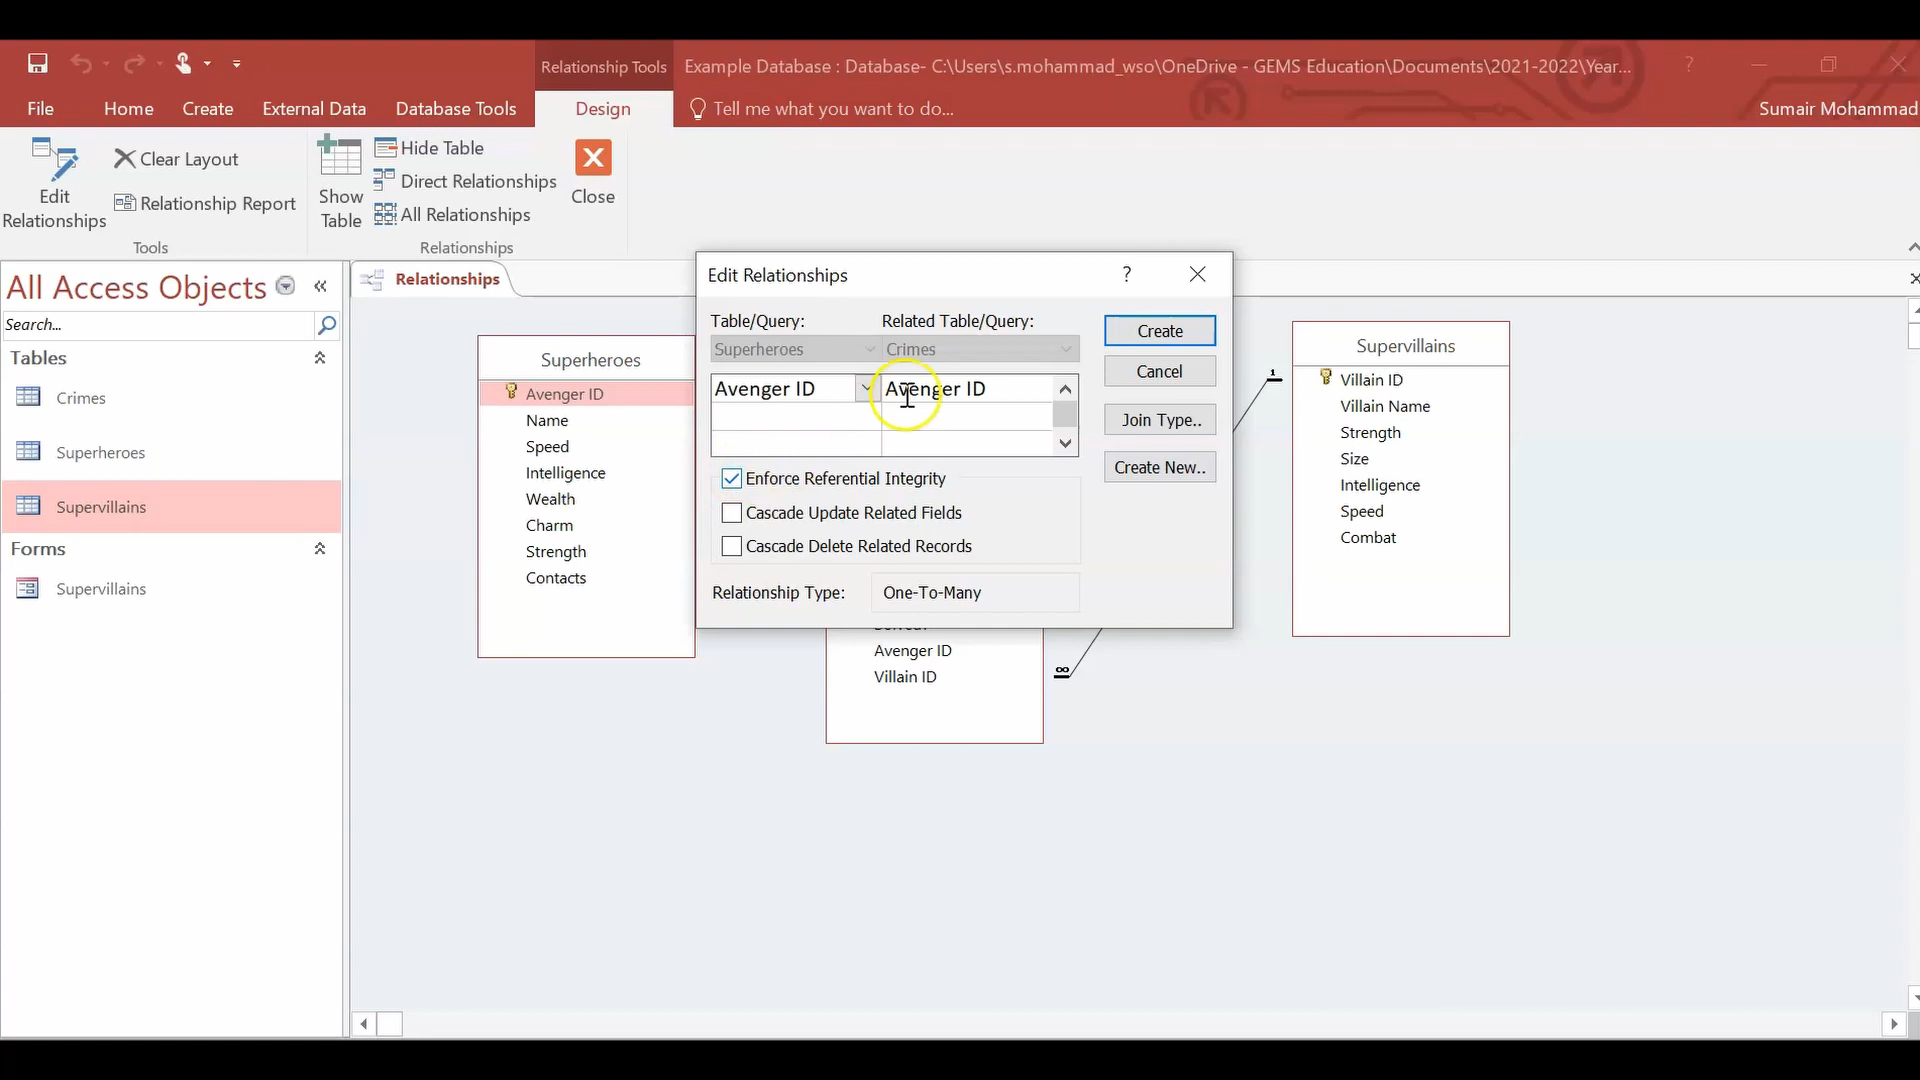 Relationship Tools
Example Database : Database- C:\Users\s.mohammad_wso\OneDrive - GEMS Education\Documents\2021-2022\Year...
?
File
Home
Create
External Data
Database Tools
Design
Tell me what you want to do...
Sumair Mohammad
Edit
Relationships
Clear Layout
Relationship Report
Tools
Show
Table
Hide Table
Direct Relationships
All Relationships
Relationships
Close
All Access Objects
Search...
Tables
Crimes
Superheroes
Supervillains
Forms
Supervillains
Relationships
Superheroes
Avenger ID
Name
Speed
Intelligence
Wealth
Charm
Strength
Contacts
Edit Relationships
?
Table/Query:
Related Table/Query:
Superheroes
Crimes
Avenger ID
Avenger ID
Enforce Referential Integrity
Cascade Update Related Fields
Cascade Delete Related Records
Relationship Type:
One-To-Many
Create
Cancel
Join Type..
Create New..
Avenger ID
Villain ID
∞
1
Supervillains
Villain ID
Villain Name
Strength
Size
Intelligence
Speed
Combat